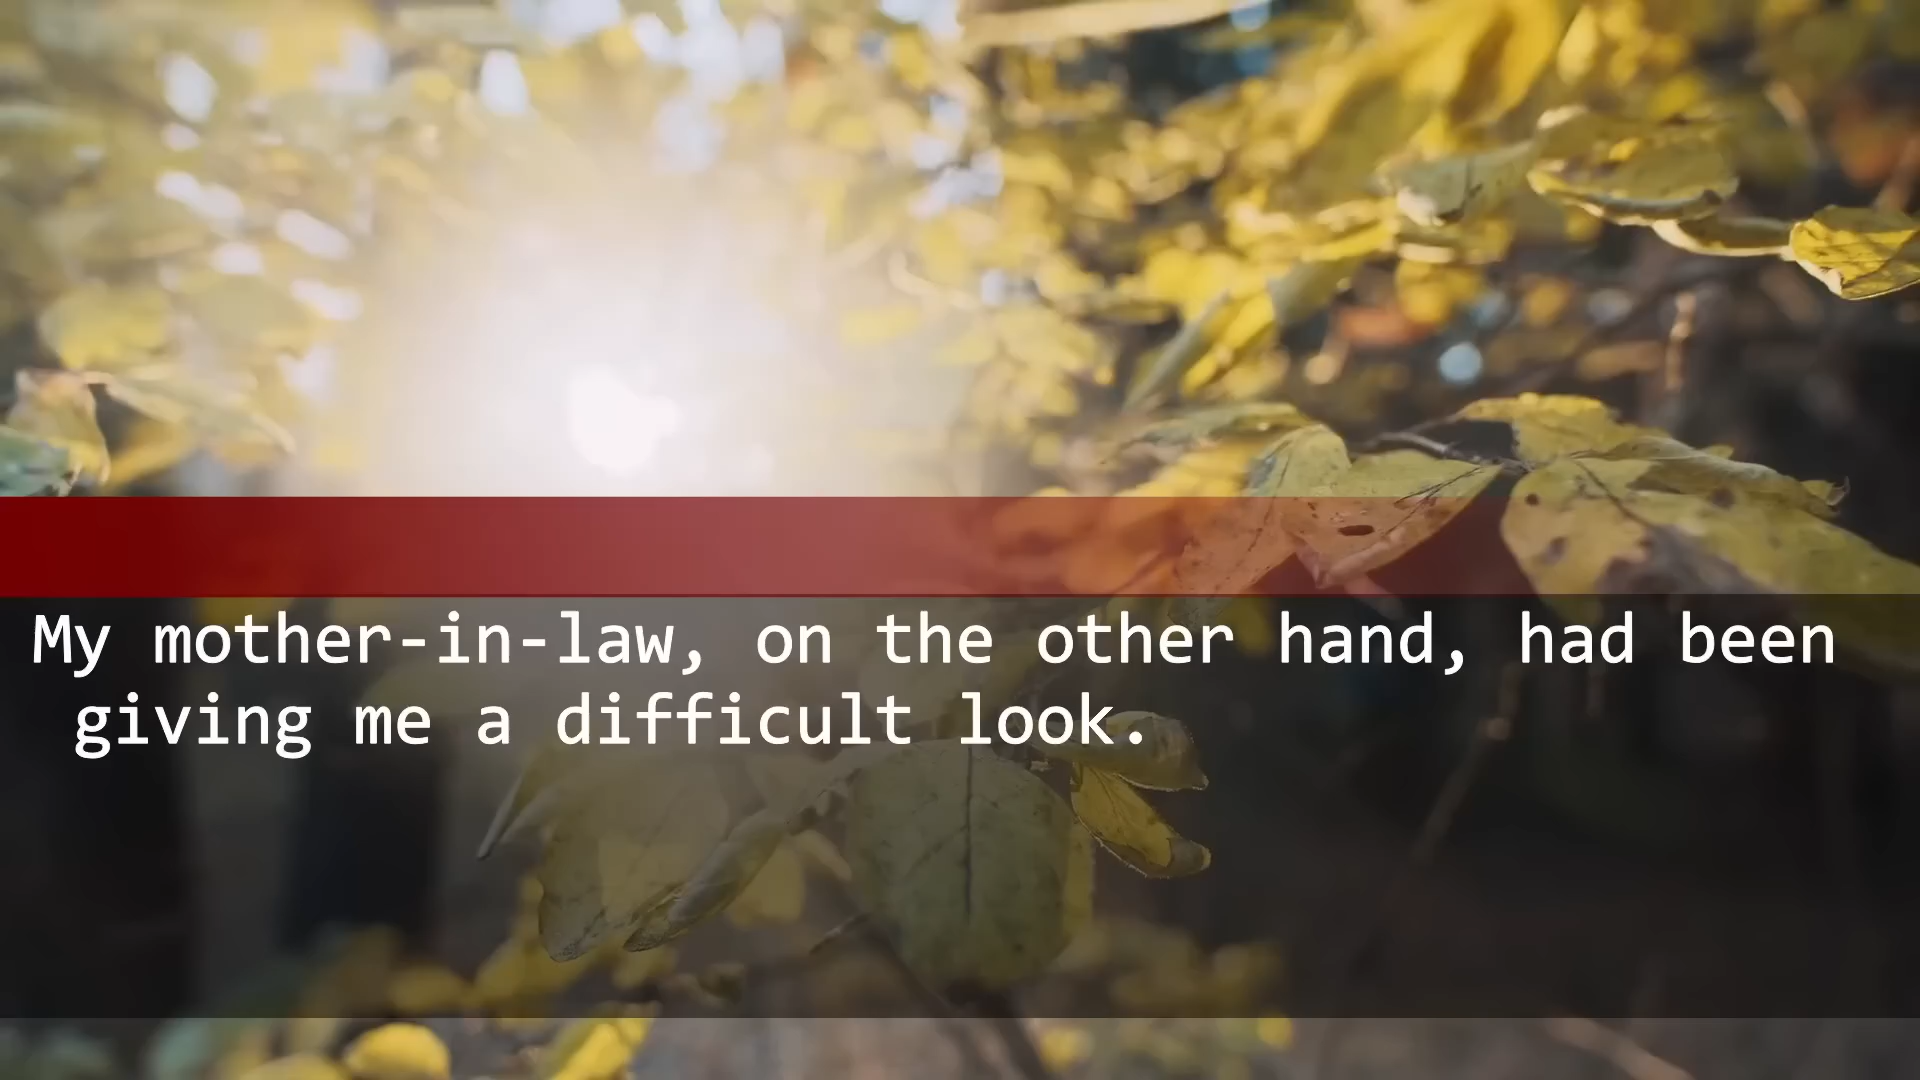 My mother-in-law, on the other hand, had been
giving me a difficult look.